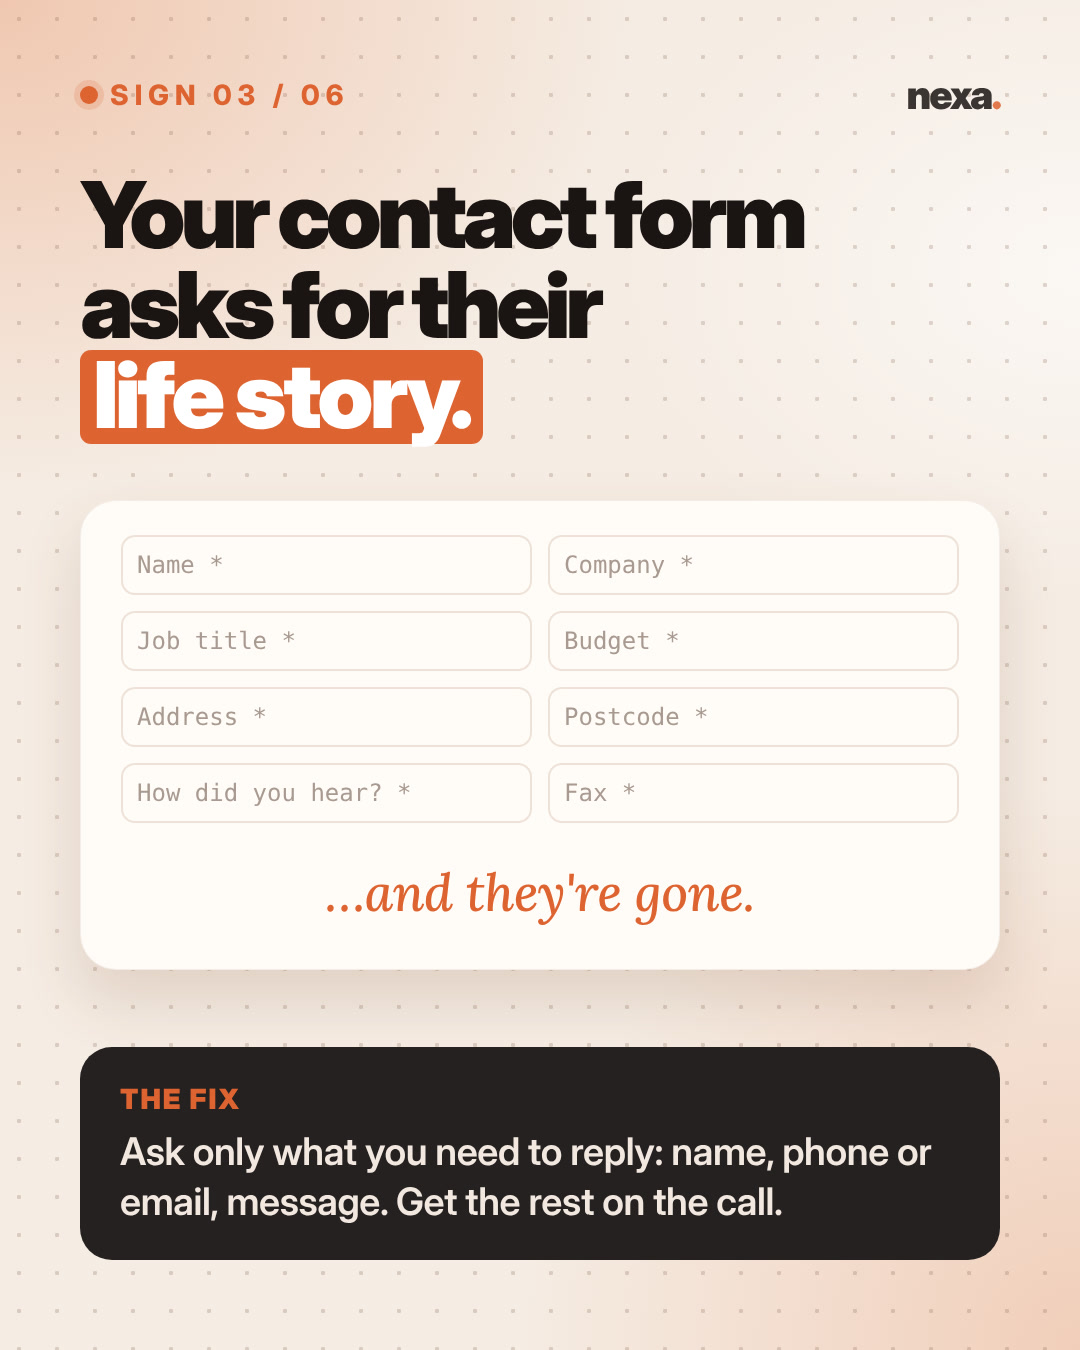 SIGN 03 / 06
nexa.
Your contact form
asks for their
life story.
Name *
Company *
Job title *
Budget *
Address *
Postcode *
How did you hear? *
Fax *
...and they're gone.
THE FIX
Ask only what you need to reply: name, phone or
email, message. Get the rest on the call.